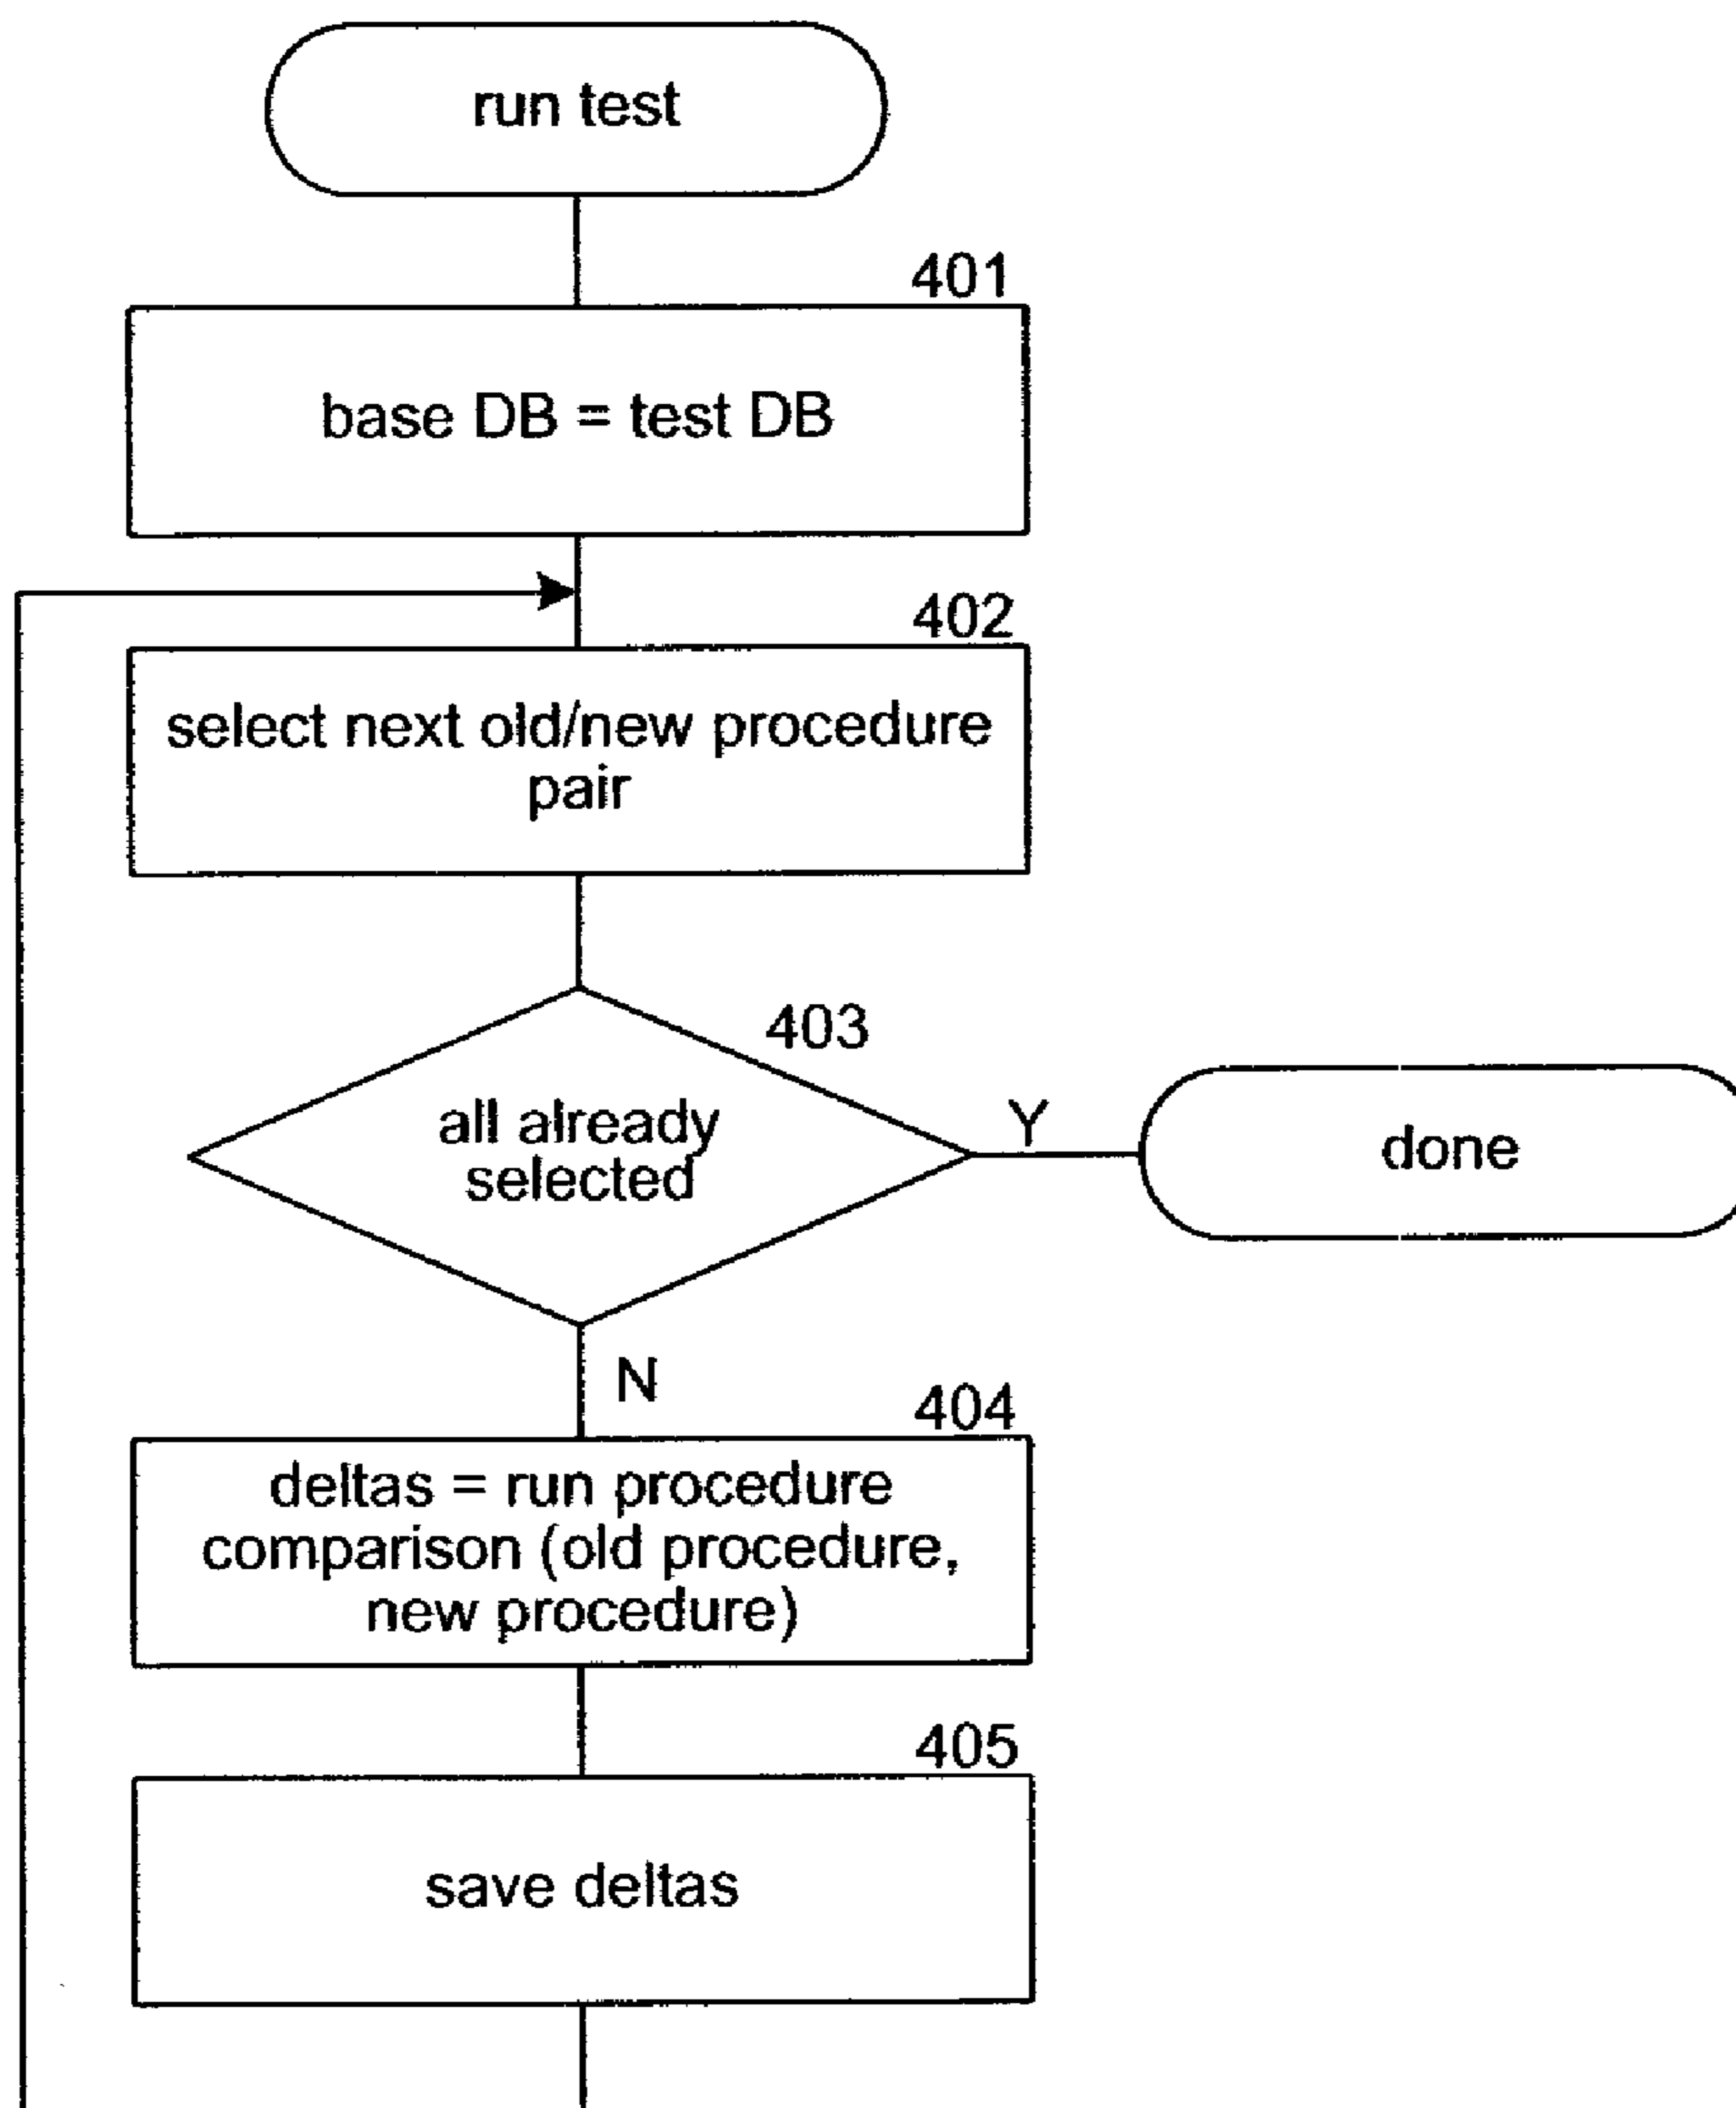 run test
401
base DB = test DB
402
select next old/new procedure
pair
403
all already
selected
Y
done
N
404
deltas = run procedure
comparison (old procedure,
new procedure)
405
save deltas